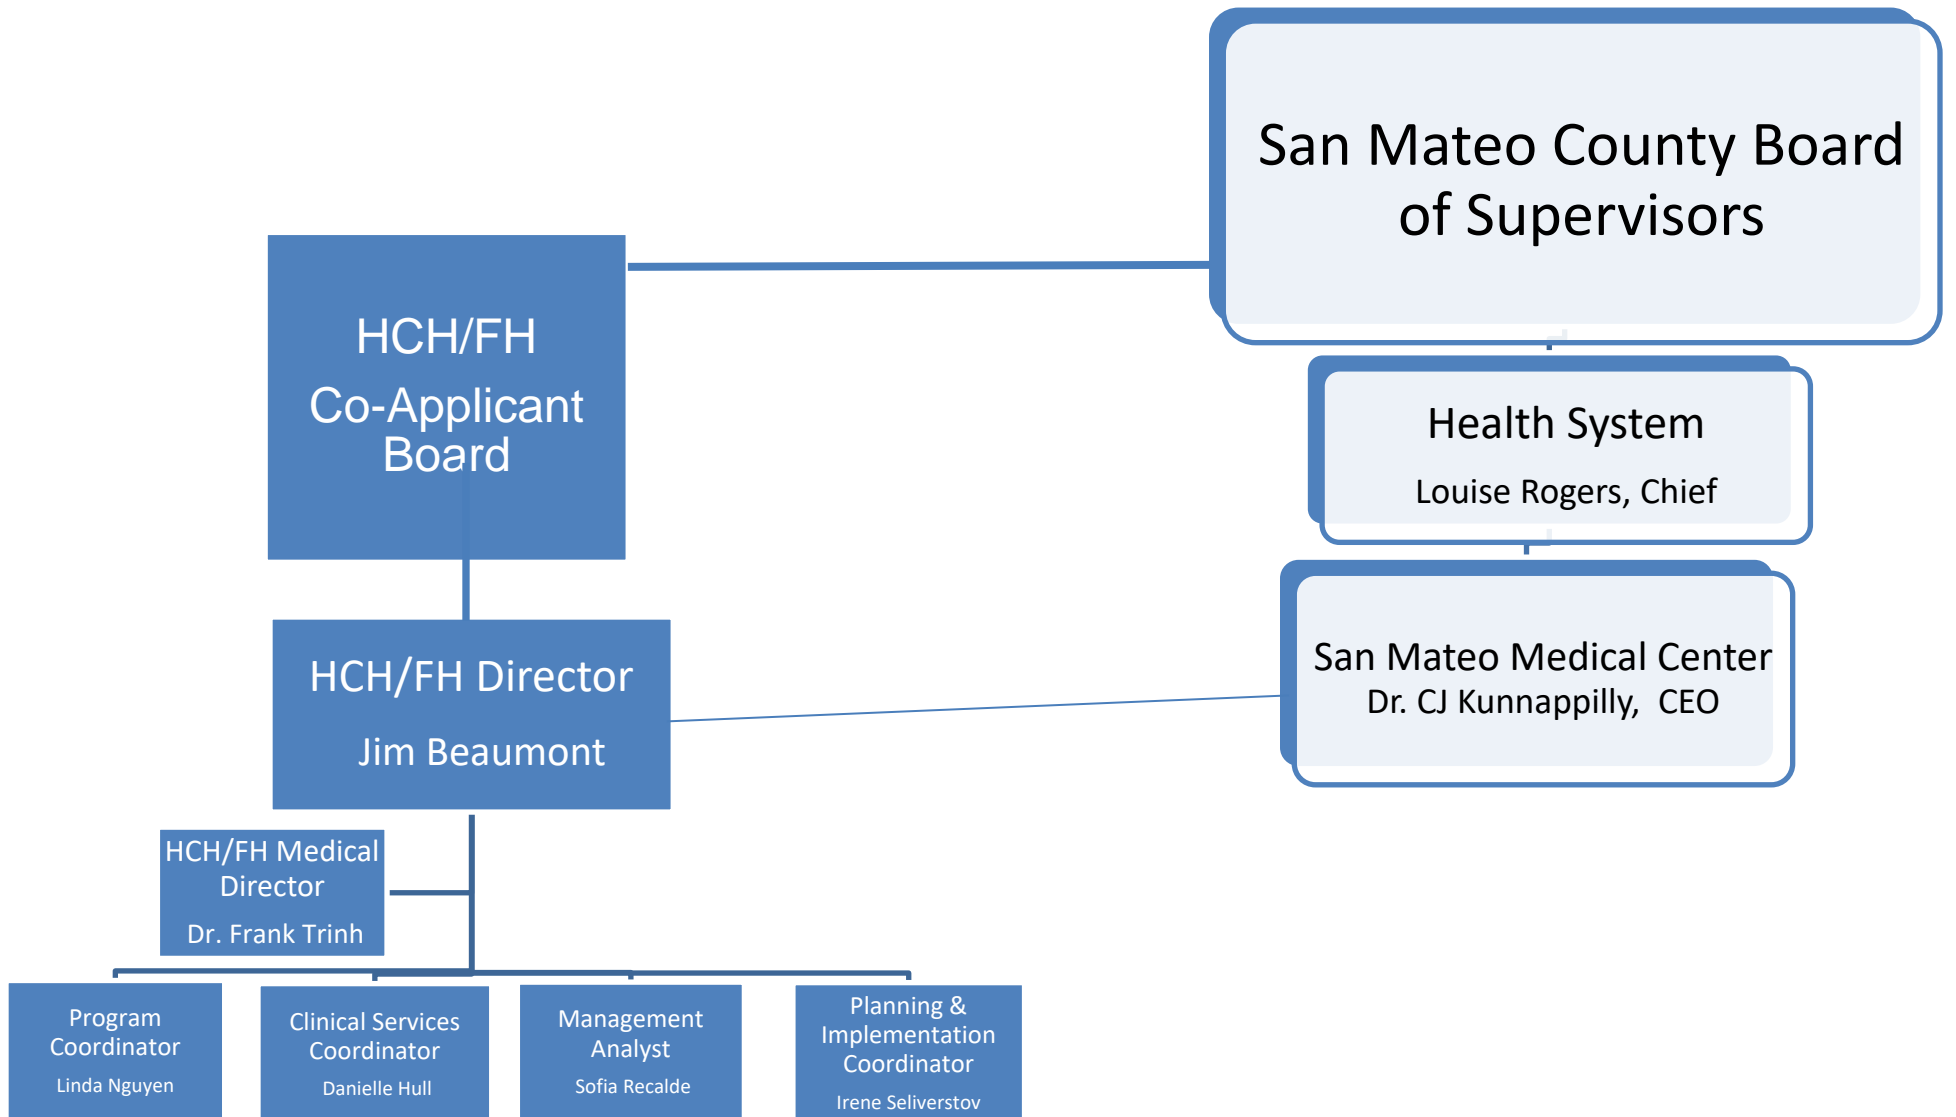 San Mateo County Board
of Supervisors
HCH/FH
Co-Applicant
Board
Health System
Louise Rogers, Chief
San Mateo Medical Center
Dr. CJ Kunnappilly, CEO
HCH/FH Director
Jim Beaumont
HCH/FH Medical
Director
Dr. Frank Trinh
Program
Coordinator
Linda Nguyen
Clinical Services
Coordinator
Danielle Hull
Management
Analyst
Sofia Recalde
Planning &
Implementation
Coordinator
Irene Seliverstov